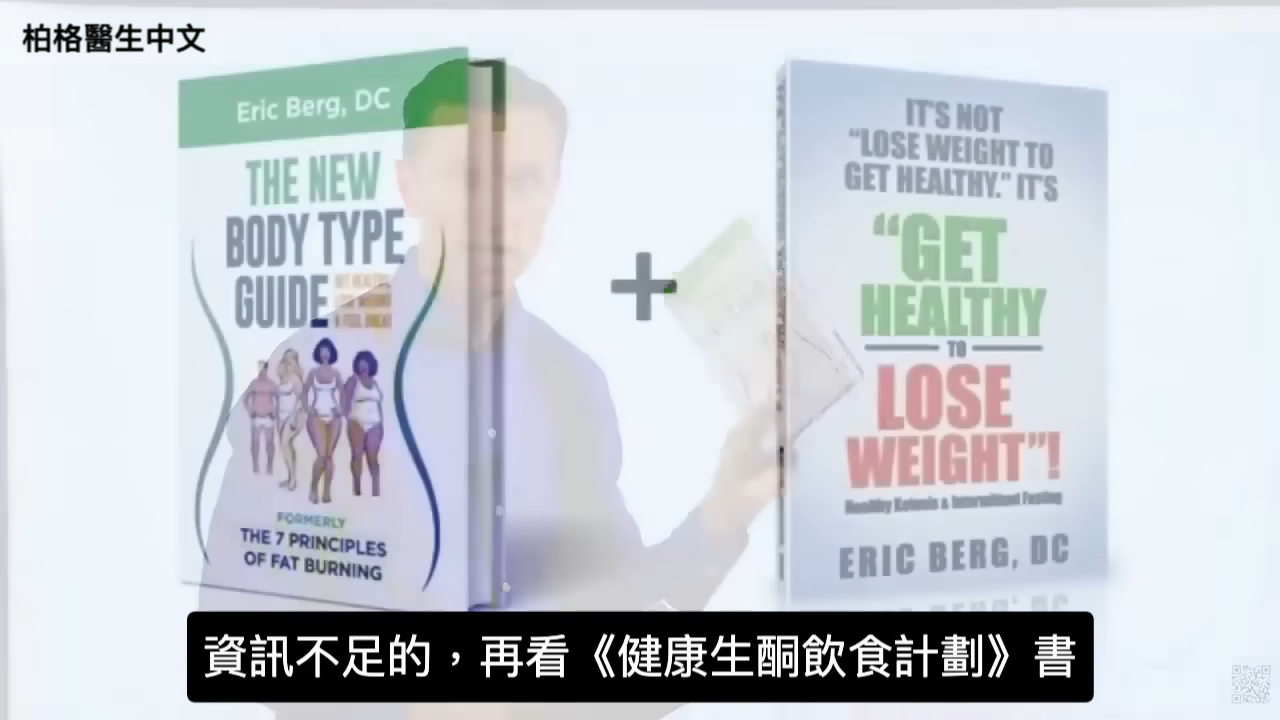 柏格醫生中文
Eric Berg, DC
THE NEW
BODY TYPE
GUIDE
FORMERLY
THE 7 PRINCIPLES
OF FAT BURNING
+
IT'S NOT
“LOSE WEIGHT TO
GET HEALTHY.” IT'S
“GET
HEALTHY
TO
LOSE
WEIGHT”!
Healthy Ketosis & Intermittent Fasting
ERIC BERG, DC
資訊不足的，再看《健康生酮飲食計劃》書